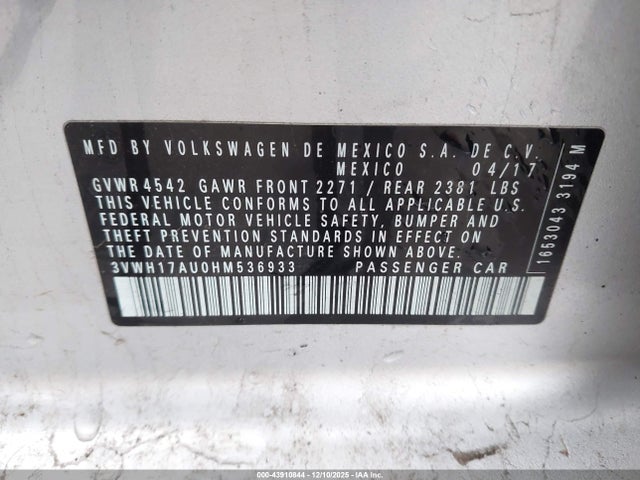 MFD BY VOLKSWAGEN DE MEXICO S.A. DE C.V.
MEXICO 04/17
GVWR 4542 GAWR FRONT 2271 / REAR 2381 LBS
THIS VEHICLE CONFORMS TO ALL APPLICABLE U.S.
FEDERAL MOTOR VEHICLE SAFETY, BUMPER AND
THEFT PREVENTION STANDARDS IN EFFECT ON
THE DATE OF MANUFACTURE SHOWN ABOVE.
3VWH17AU0HM536933 PASSENGER CAR
1653043 3194 M
000-43910844 - 12/10/2025 - IAAI.COM